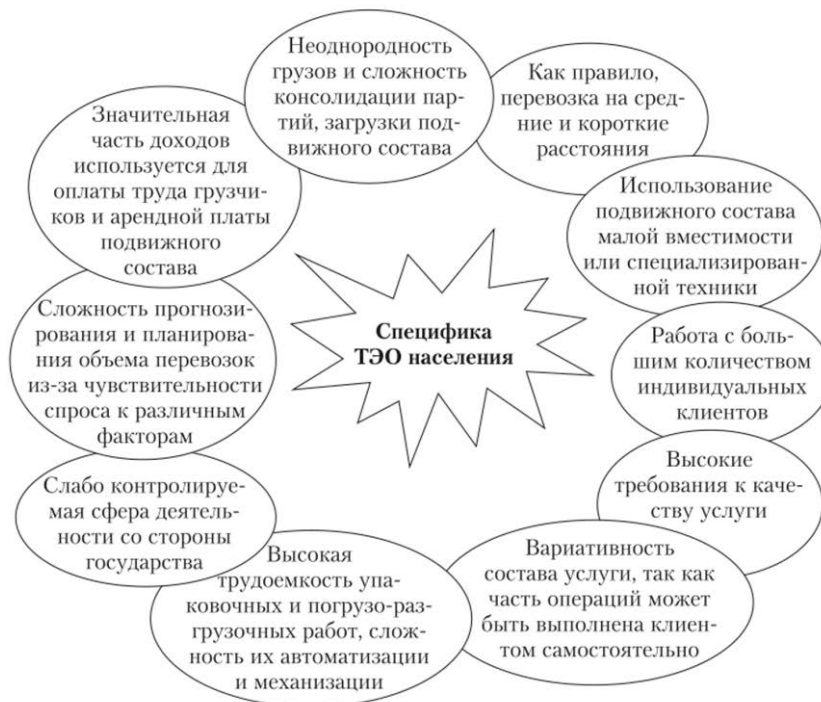 Неоднородность
грузов и сложность
консолидации пар-
тий, загрузки под-
вижного состава
Как правило,
перевозка на сред-
ние и короткие
расстояния
Использование
подвижного состава
малой вместимости
или специализирован-
ной техники
Работа с боль-
шим количеством
индивидуальных
клиентов
Высокие
требования к каче-
ству услуги
Вариативность
состава услуги, так как
часть операций может
быть выполнена клиен-
том самостоятельно
Высокая
трудоемкость упа-
ковочных и погрузо-раз-
грузочных работ, слож-
ность их автоматизации
и механизации
Слабо контролируе-
мая сфера деятель-
ности со стороны
государства
Сложность прогнози-
рования и планирова-
ния объема перевозок
из-за чувствительности
спроса к различным
факторам
Значительная
часть доходов
используется для
оплаты труда грузчи-
ков и арендной платы
подвижного
состава
Специфика
ТЭО населения